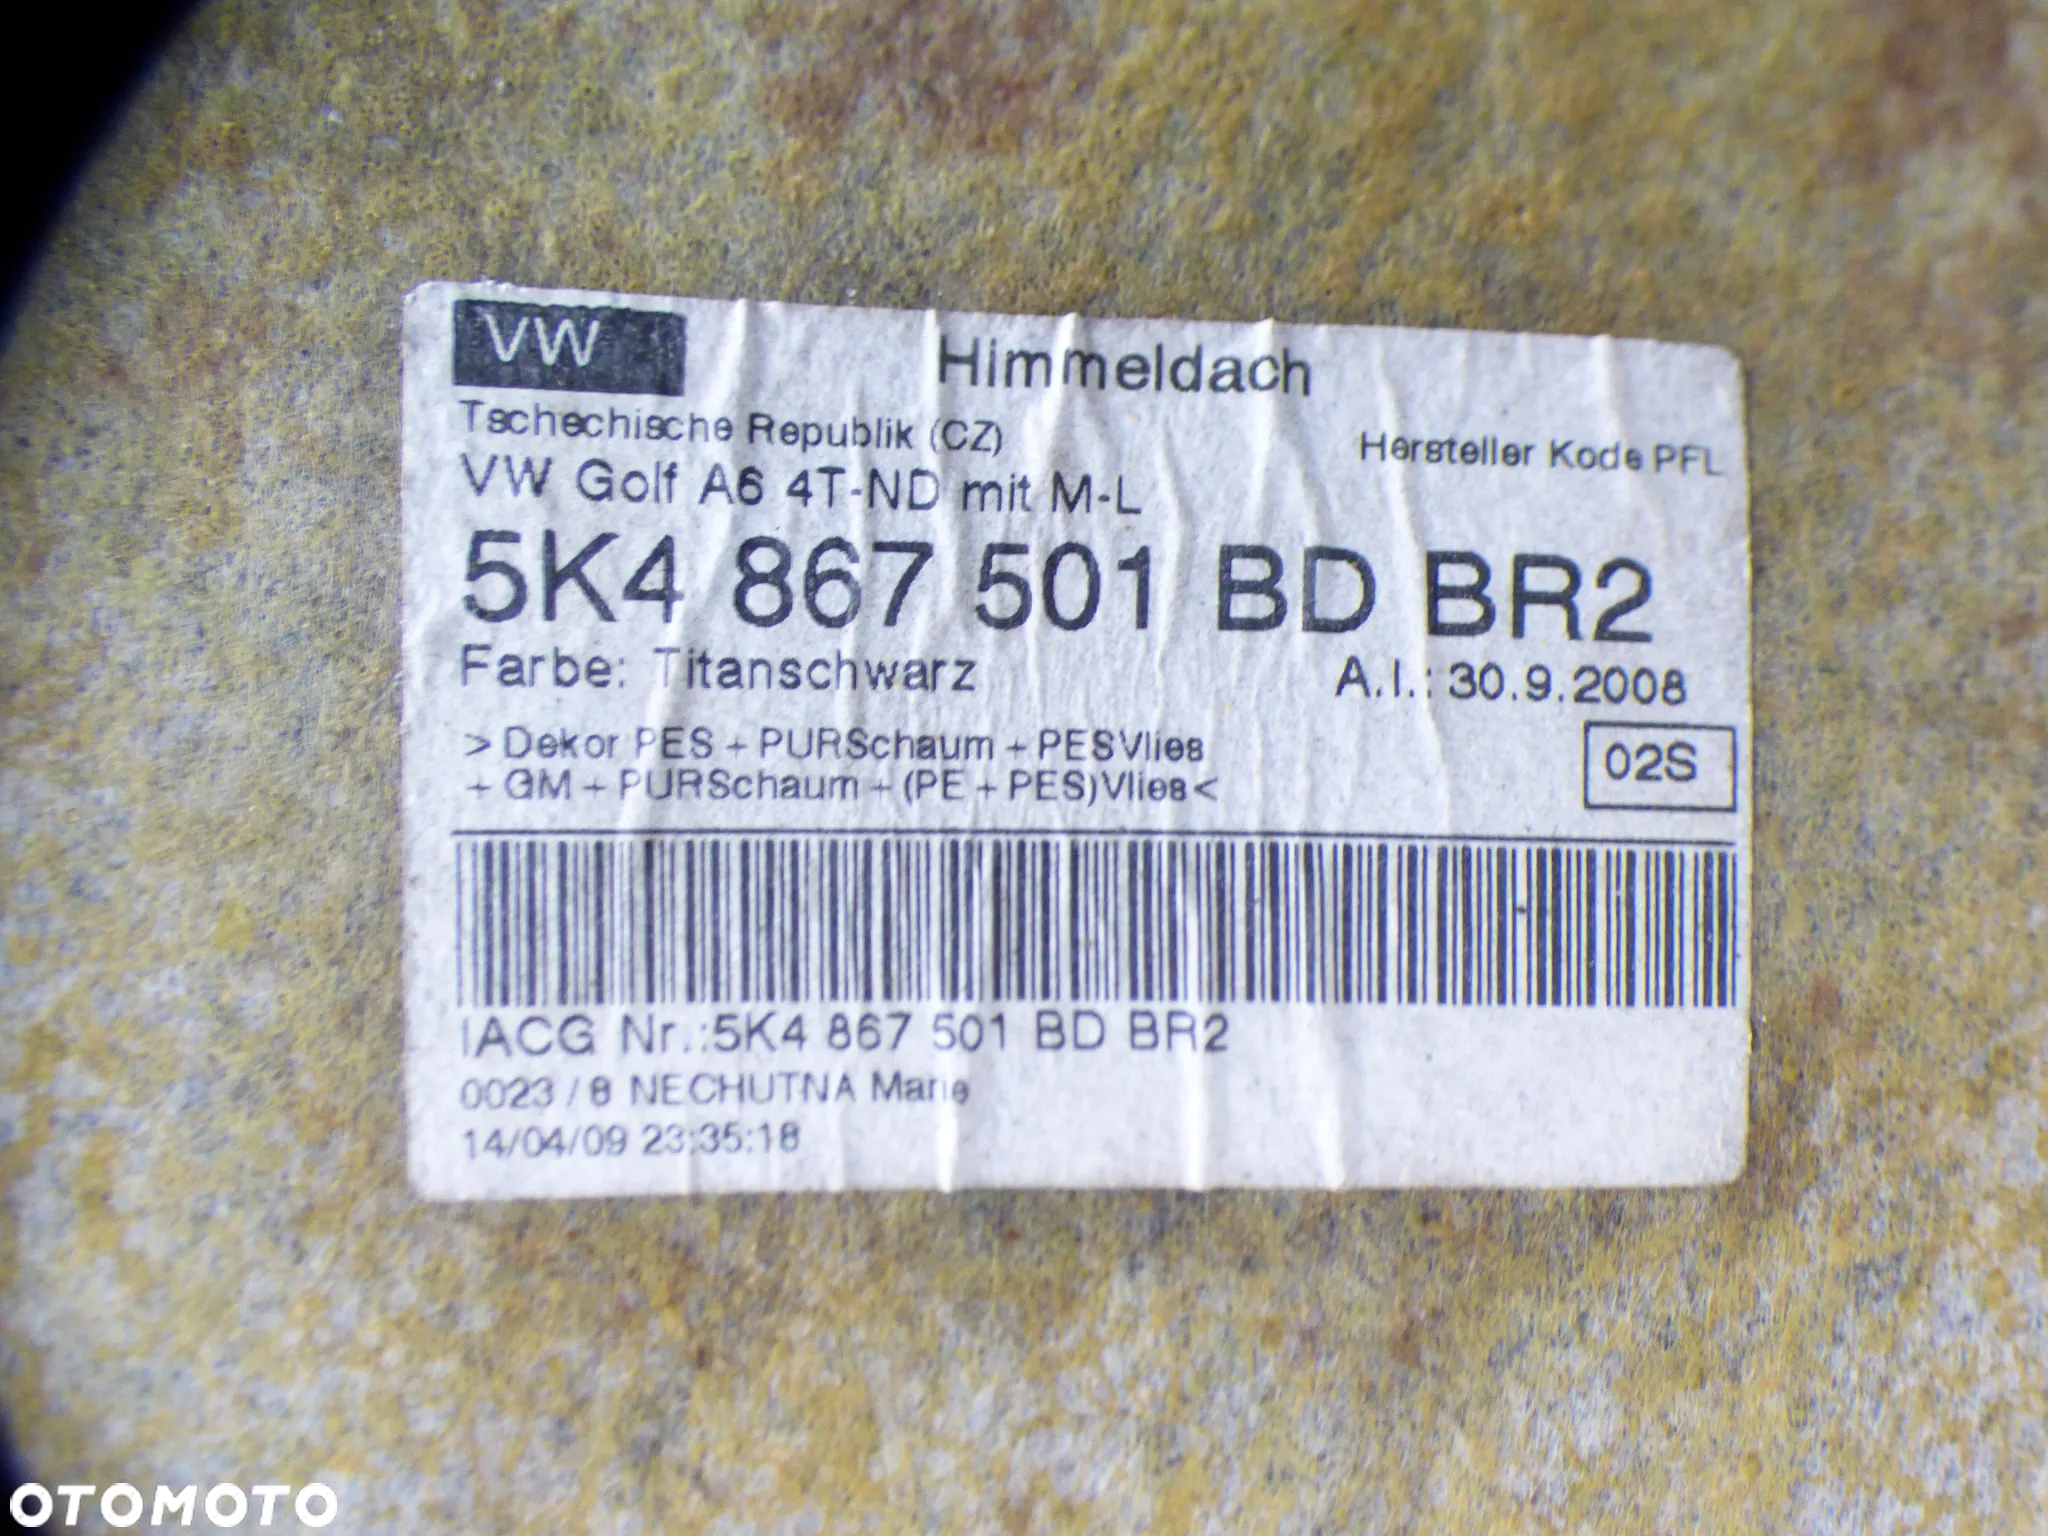 VW
Himmeldach
Tschechische Republik (CZ)
Hersteller Kode PFL
VW Golf A6 4T-ND mit M-L
5K4 867 501 BD BR2
Farbe: Titanschwarz
A.I.: 30.9.2008
>Dekor PES + PURSchaum + PESVlies
+ GM + PURSchaum + (PE + PES)Vlies<
02S
IACG Nr.:5K4 867 501 BD BR2
0023 / 8 NECHUTNA Marie
14/04/09 23:35:18
OTOMOTO